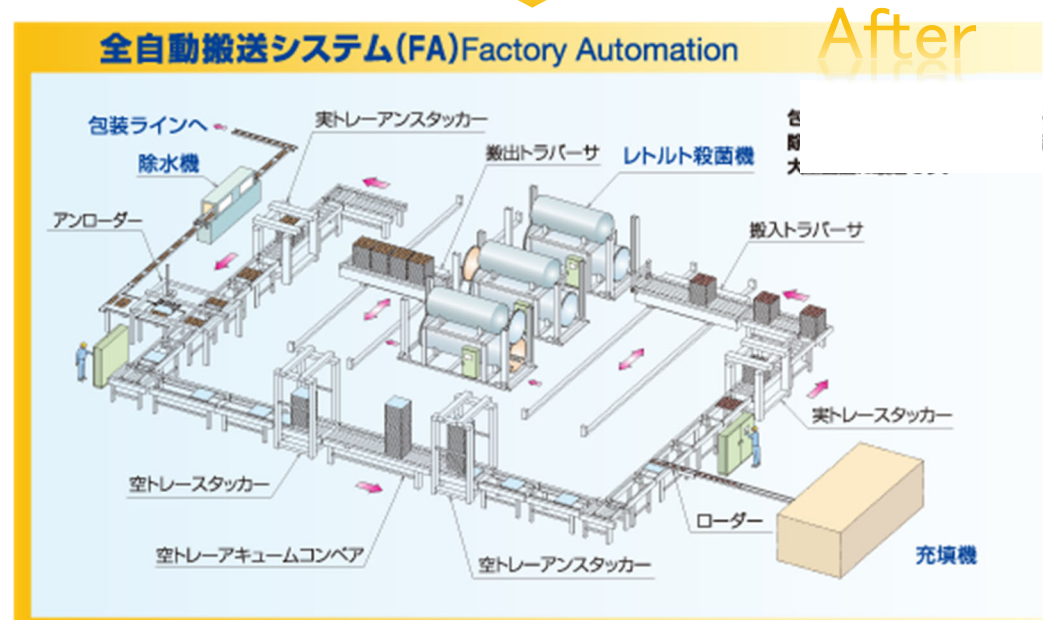 After
全自動搬送システム(FA)Factory Automation
包装ラインへ
実トレーアンスタッカー
除水機
搬出トラバーサ
レトルト殺菌機
アンローダー
搬入トラバーサ
実トレースタッカー
空トレースタッカー
ローダー
空トレーアキュームコンベア
空トレーアンスタッカー
充填機